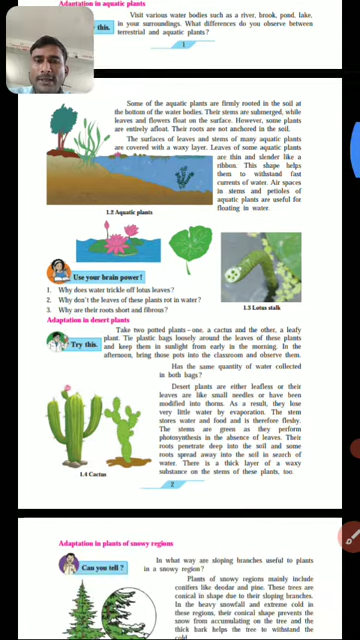 Adaptation in aquatic plants
Visit various water bodies such as a river, brook, pond, lake,
this. in your surroundings. What differences do you observe between
terrestrial and aquatic plants?
1
Some of the aquatic plants are firmly rooted in the soil at
the bottom of the water bodies. Their stems are submerged, while
leaves and flowers float on the surface. However, some plants
are entirely afloat. Their roots are not anchored in the soil.
The surfaces of leaves and stems of many aquatic plants
are covered with a waxy layer. Leaves of some aquatic plants
are thin and slender like a
ribbon. This shape helps
them to withstand fast
currents of water. Air spaces
in stems and petioles of
aquatic plants are useful for
floating in water.
1.2 Aquatic plants
Use your brain power!
1. Why does water trickle off lotus leaves?
2. Why don't the leaves of these plants rot in water?
3. Why are their roots short and fibrous?
1.3 Lotus stalk
Adaptation in desert plants
Try this.
Take two potted plants - one, a cactus and the other, a leafy
plant. Tie plastic bags loosely around the leaves of these plants
and keep them in sunlight from early in the morning. In the
afternoon, bring those pots into the classroom and observe them.
Has the same quantity of water collected
in both bags?
Desert plants are either leafless or their
leaves are like small needles or have been
modified into thorns. As a result, they lose
very little water by evaporation. The stem
stores water and food and is therefore fleshy.
The stems are green as they perform
photosynthesis in the absence of leaves. Their
roots penetrate deep into the soil and some
roots spread away into the soil in search of
water. There is a thick layer of a waxy
substance on the stems of these plants, too.
1.4 Cactus
2
Adaptation in plants of snowy regions
Can you tell ?
In what way are sloping branches useful to plants
in a snowy region?
Plants of snowy regions mainly include
conifers like deodar and pine. These trees are
conical in shape due to their sloping branches.
In the heavy snowfall and extreme cold in
these regions, their conical shape prevents the
snow from accumulating on the tree and the
thick bark helps the tree to withstand the
cold.